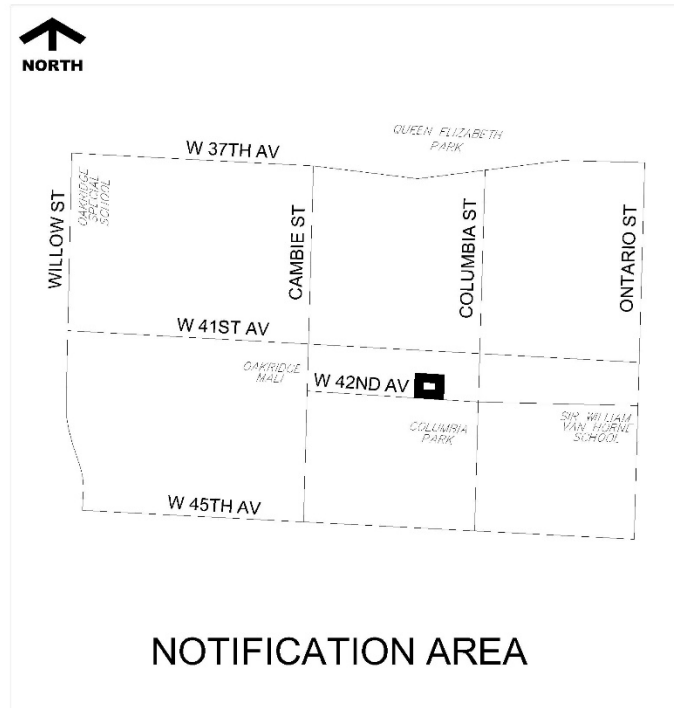 NORTH
QUEEN ELIZABETH
PARK
W 37TH AV
OAKRIDGE
SPECIAL
SCHOOL
WILLOW ST
CAMBIE ST
COLUMBIA ST
ONTARIO ST
W 41ST AV
OAKRIDGE
MALL
W 42ND AV
COLUMBIA
PARK
SIR WILLIAM
VAN HORNE
SCHOOL
W 45TH AV
NOTIFICATION AREA